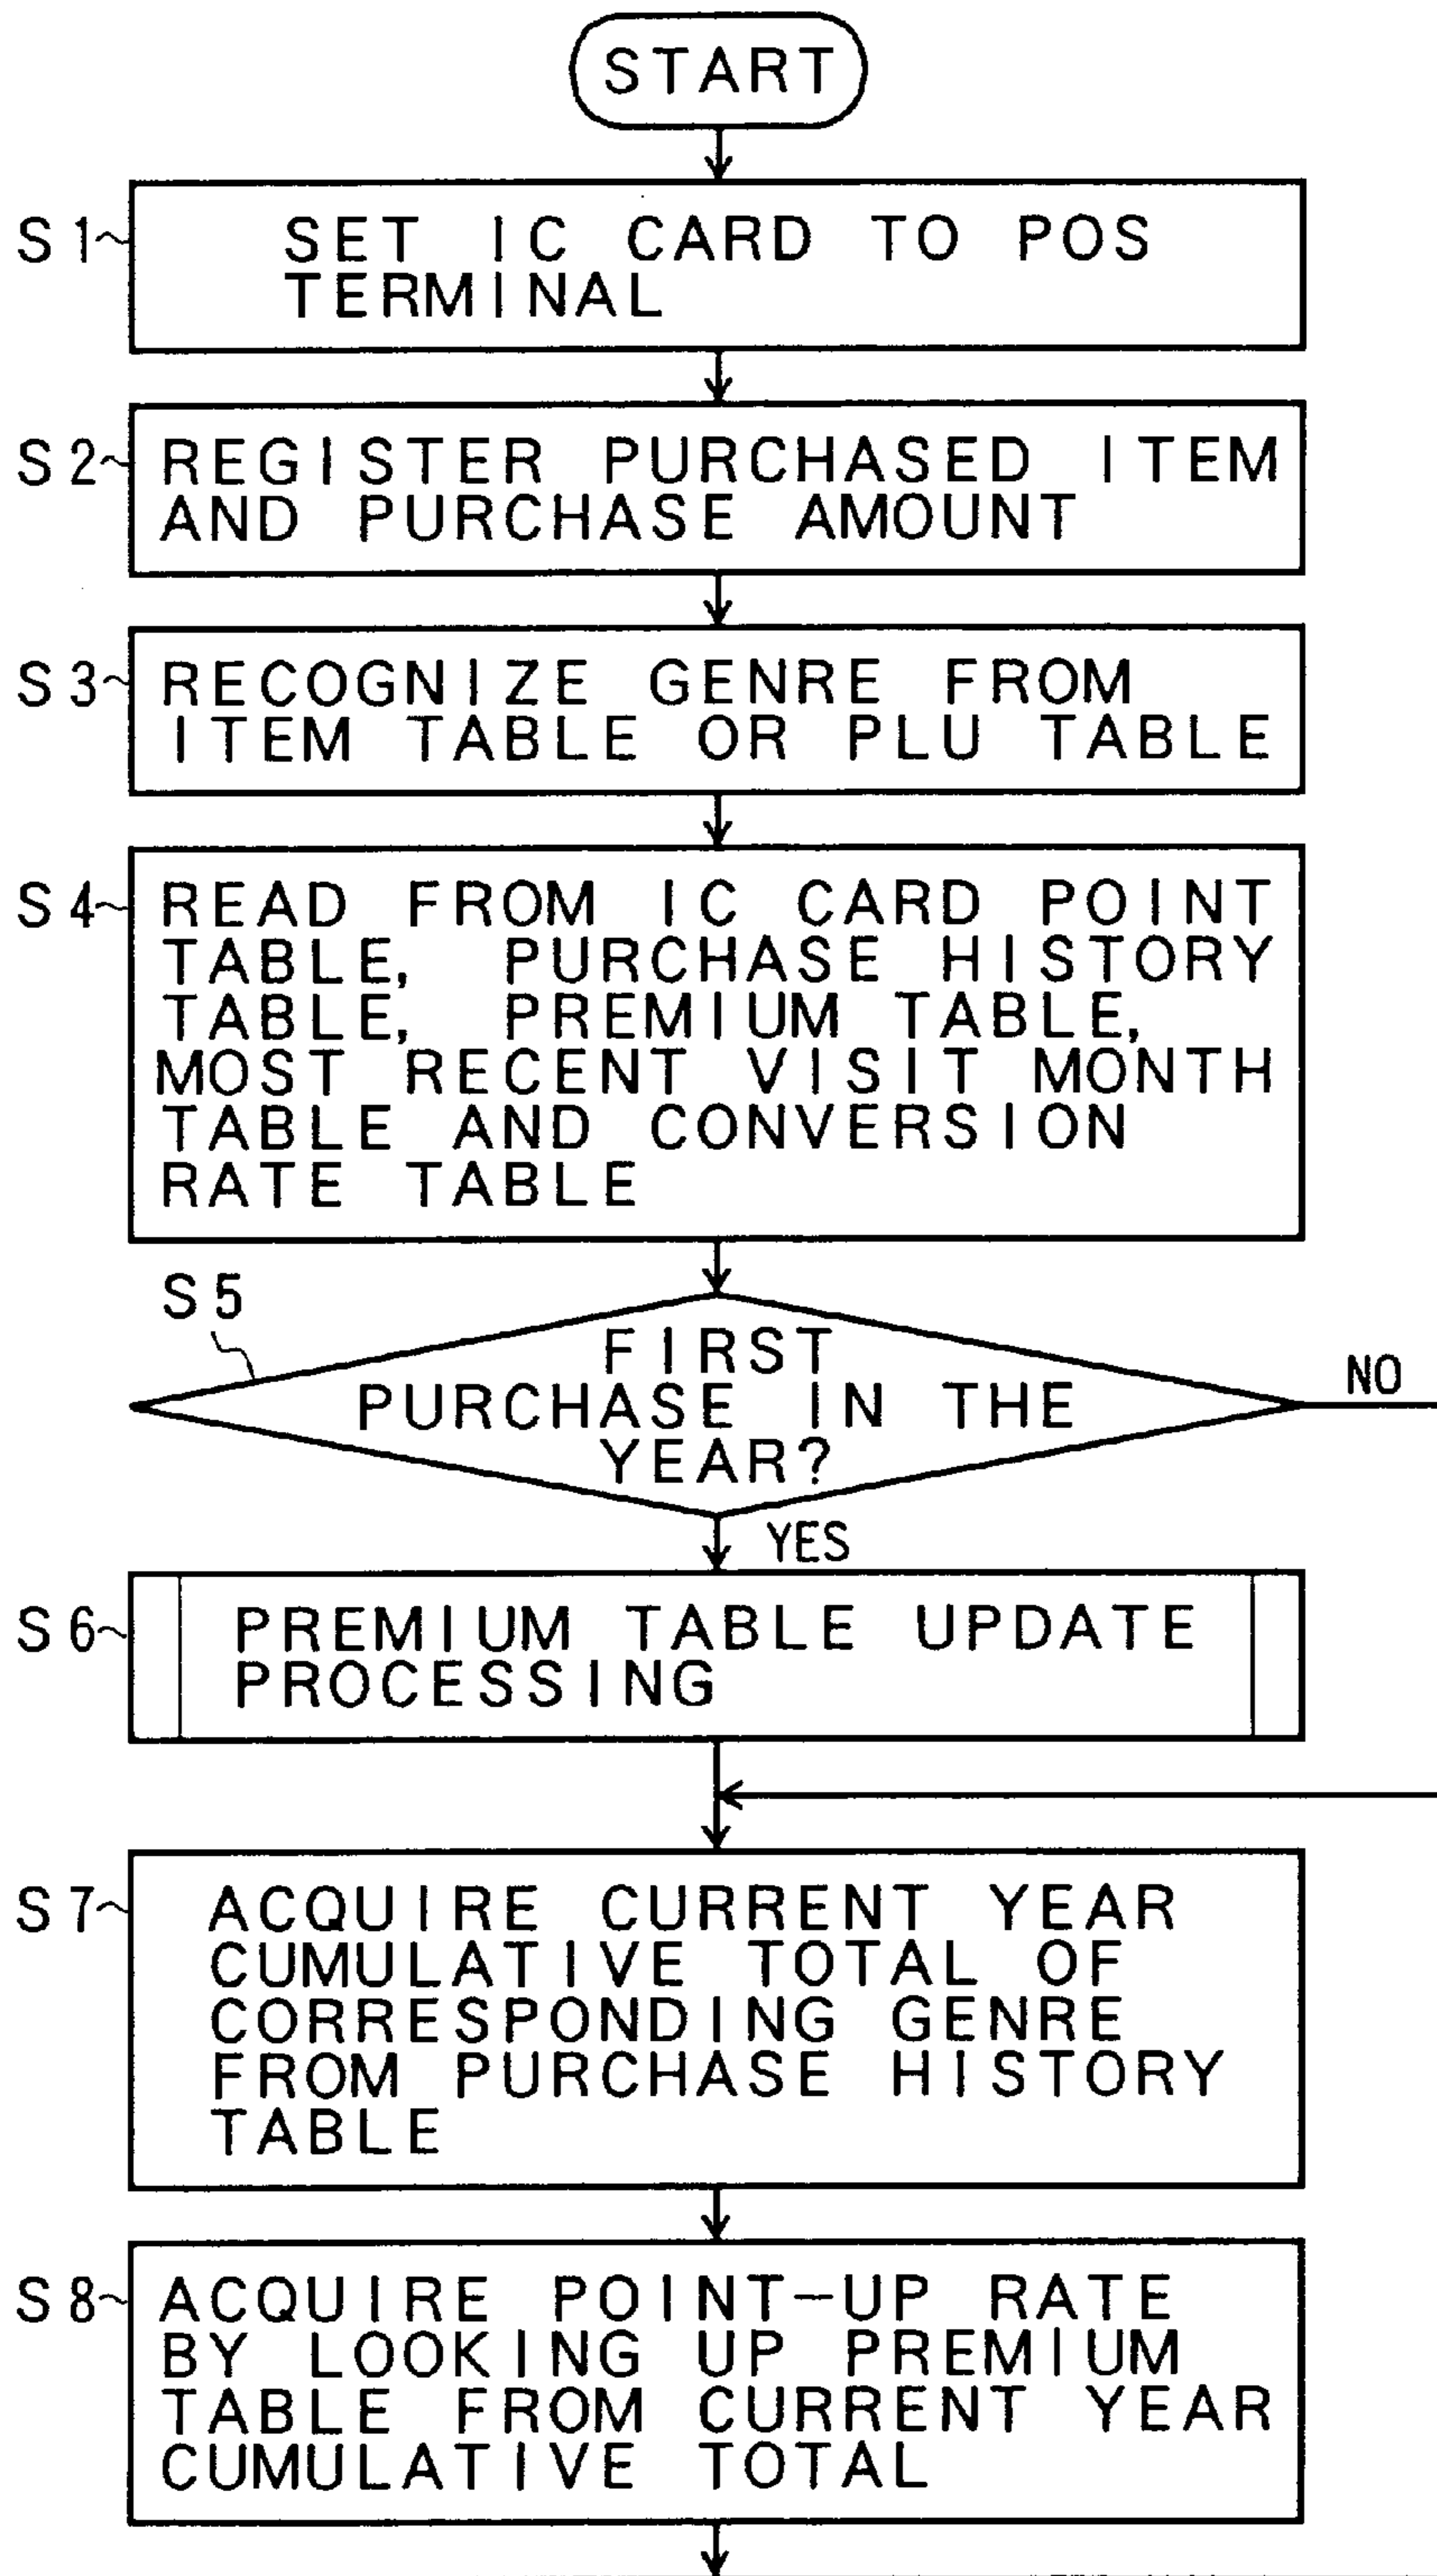 START
S1
SET IC CARD TO POS
TERMINAL
S2
REGISTER PURCHASED ITEM
AND PURCHASE AMOUNT
S3
RECOGNIZE GENRE FROM
ITEM TABLE OR PLU TABLE
S4
READ FROM IC CARD POINT
TABLE, PURCHASE HISTORY
TABLE, PREMIUM TABLE,
MOST RECENT VISIT MONTH
TABLE AND CONVERSION
RATE TABLE
S5
FIRST
PURCHASE IN THE
YEAR?
NO
YES
S6
PREMIUM TABLE UPDATE
PROCESSING
S7
ACQUIRE CURRENT YEAR
CUMULATIVE TOTAL OF
CORRESPONDING GENRE
FROM PURCHASE HISTORY
TABLE
S8
ACQUIRE POINT-UP RATE
BY LOOKING UP PREMIUM
TABLE FROM CURRENT YEAR
CUMULATIVE TOTAL